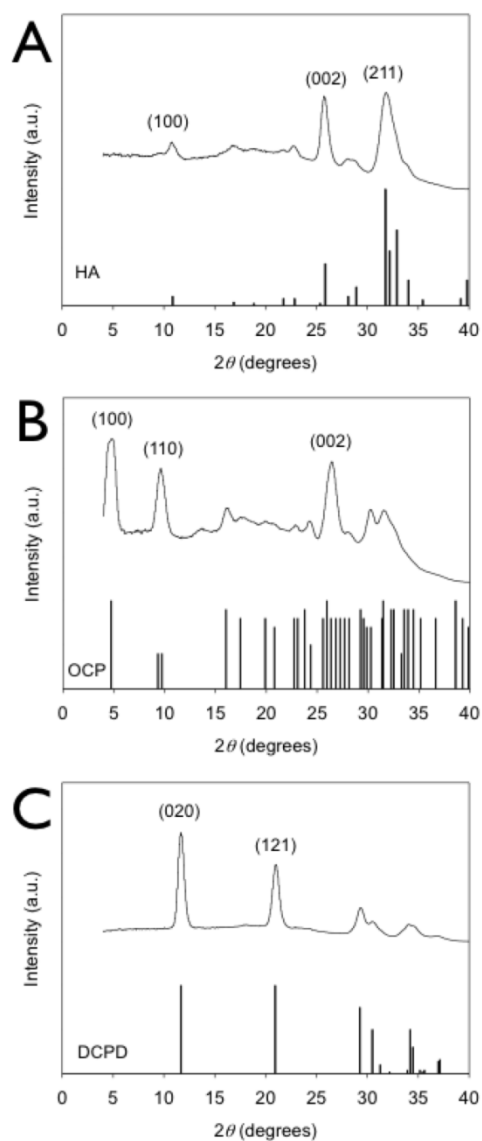 A
(100)
(002)
(211)
Intensity (a.u.)
HA
0 5 10 15 20 25 30 35 40
2θ (degrees)
B
(100)
(110)
(002)
Intensity (a.u.)
OCP
0 5 10 15 20 25 30 35 40
2θ (degrees)
C
(020)
(121)
Intensity (a.u.)
DCPD
0 5 10 15 20 25 30 35 40
2θ (degrees)